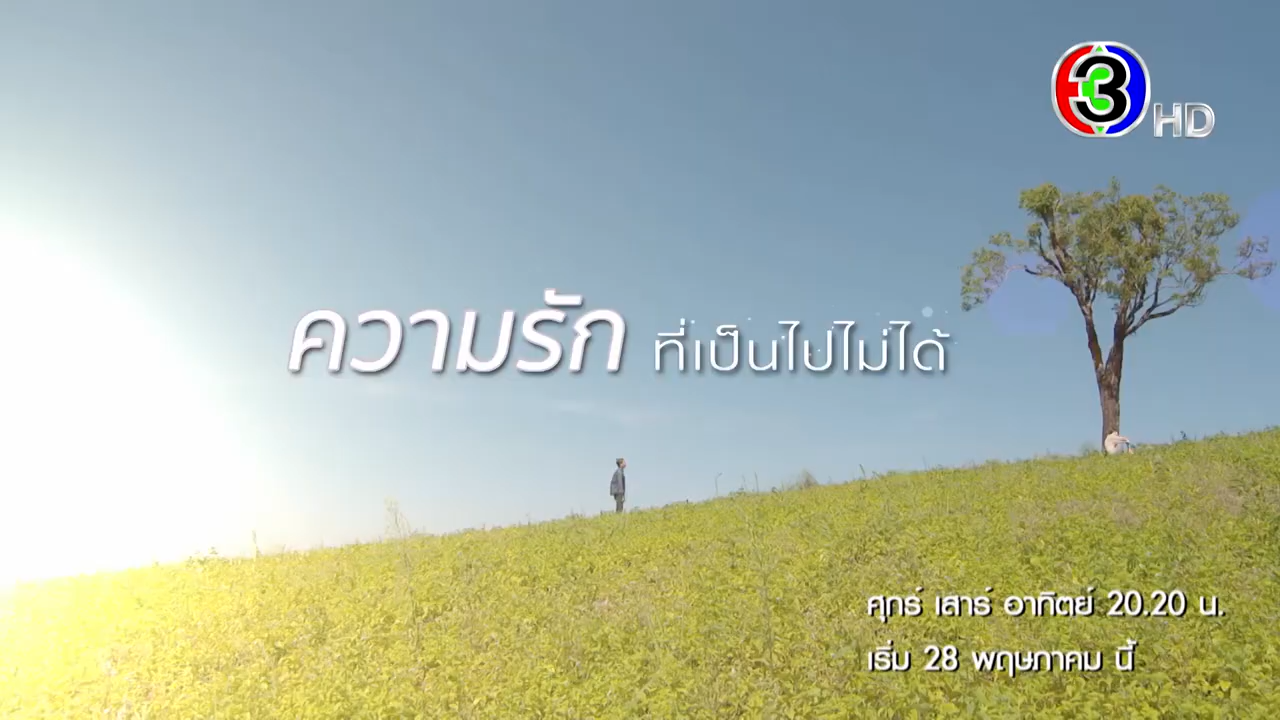 3 HD
ความรัก ที่เป็นไปไม่ได้
ศุกร์ เสาร์ อาทิตย์ 20.20 น.
เริ่ม 28 พฤษภาคม นี้